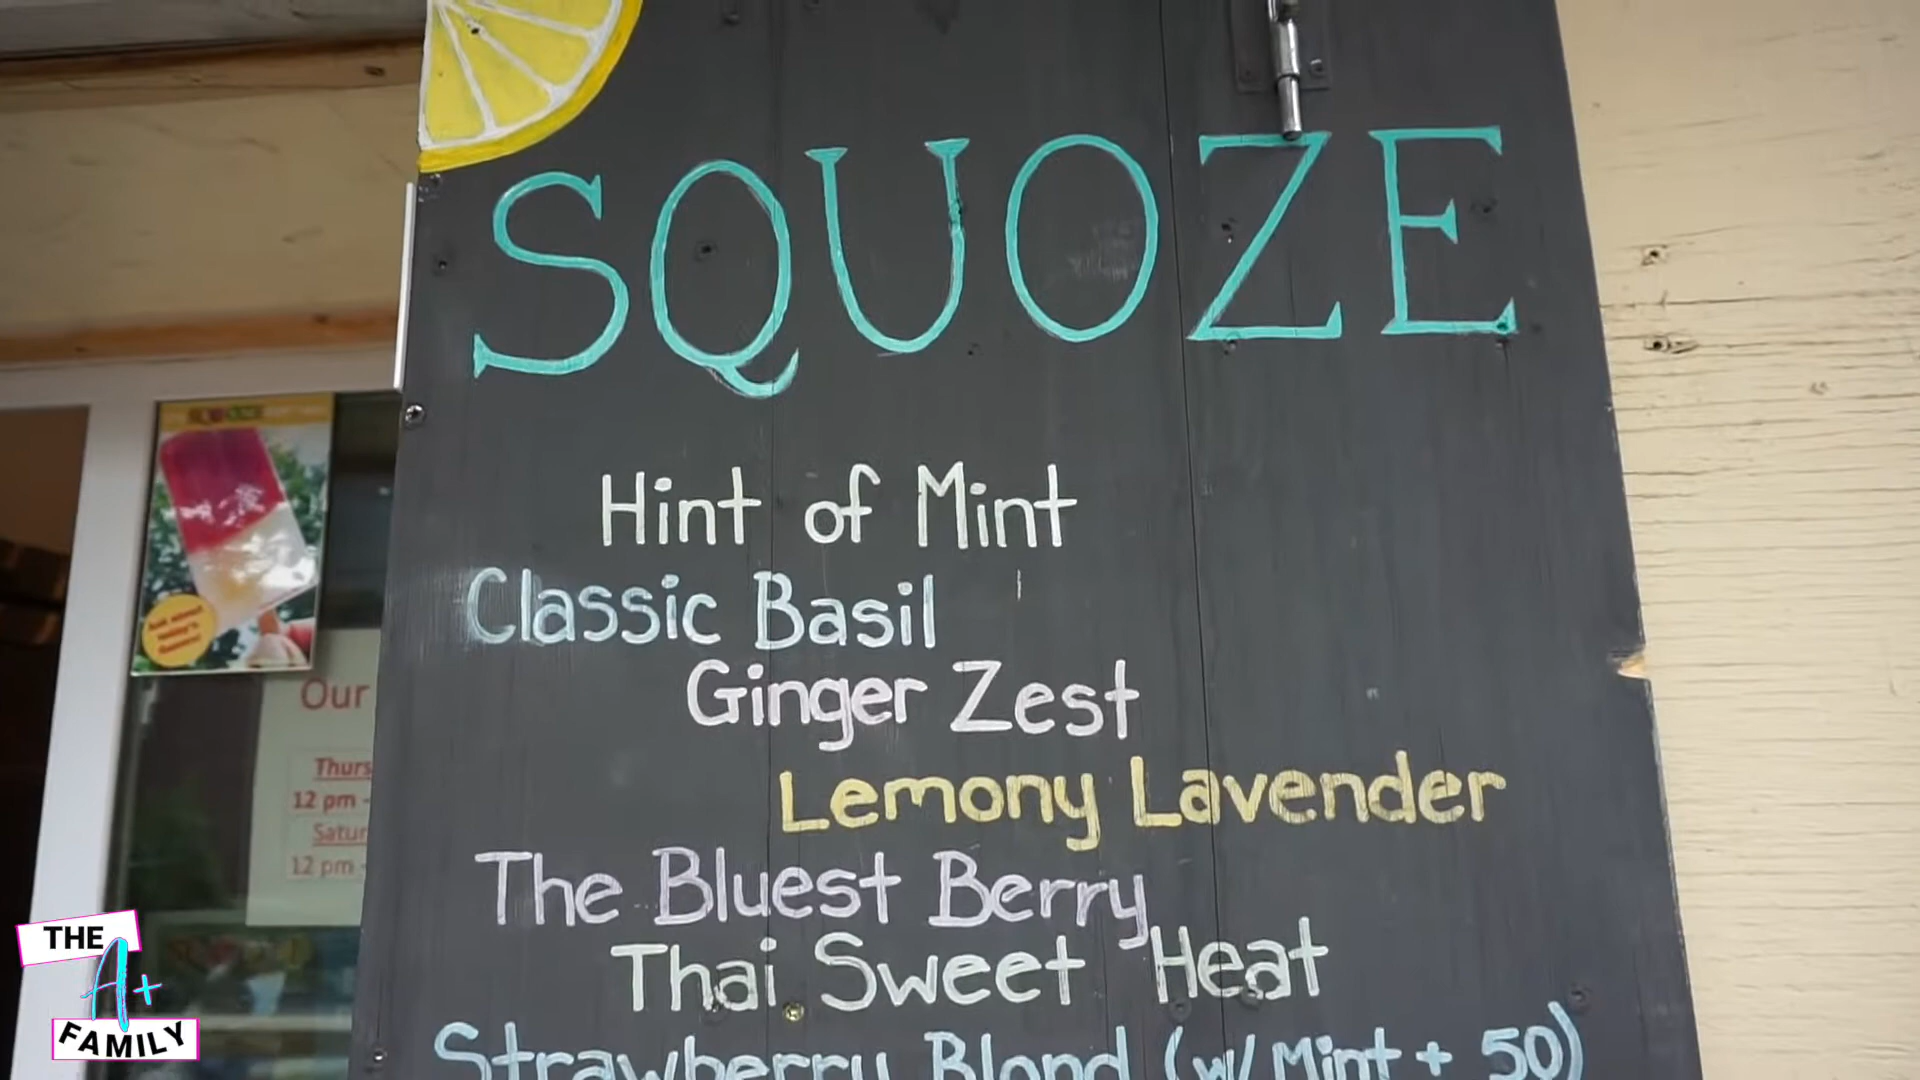 SQUOZE
Hint of Mint
Classic Basil
Ginger Zest
Lemony Lavender
The Bluest Berry
Thai Sweet Heat
Strawberry Blond (w/ Mint + 50)
Our
Thurs
12 pm -
Satur
12 pm -
THE
A+
FAMILY